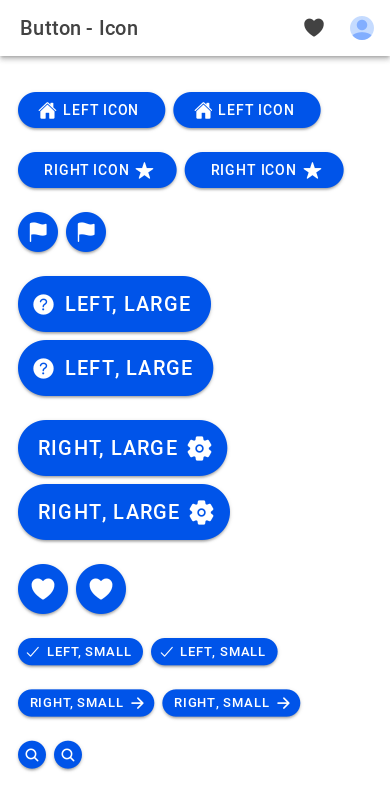 Button - Icon
LEFT ICON LEFT ICON
RIGHT ICON RIGHT ICON
LEFT, LARGE
LEFT, LARGE
RIGHT, LARGE
RIGHT, LARGE
LEFT, SMALL LEFT, SMALL
RIGHT, SMALL RIGHT, SMALL